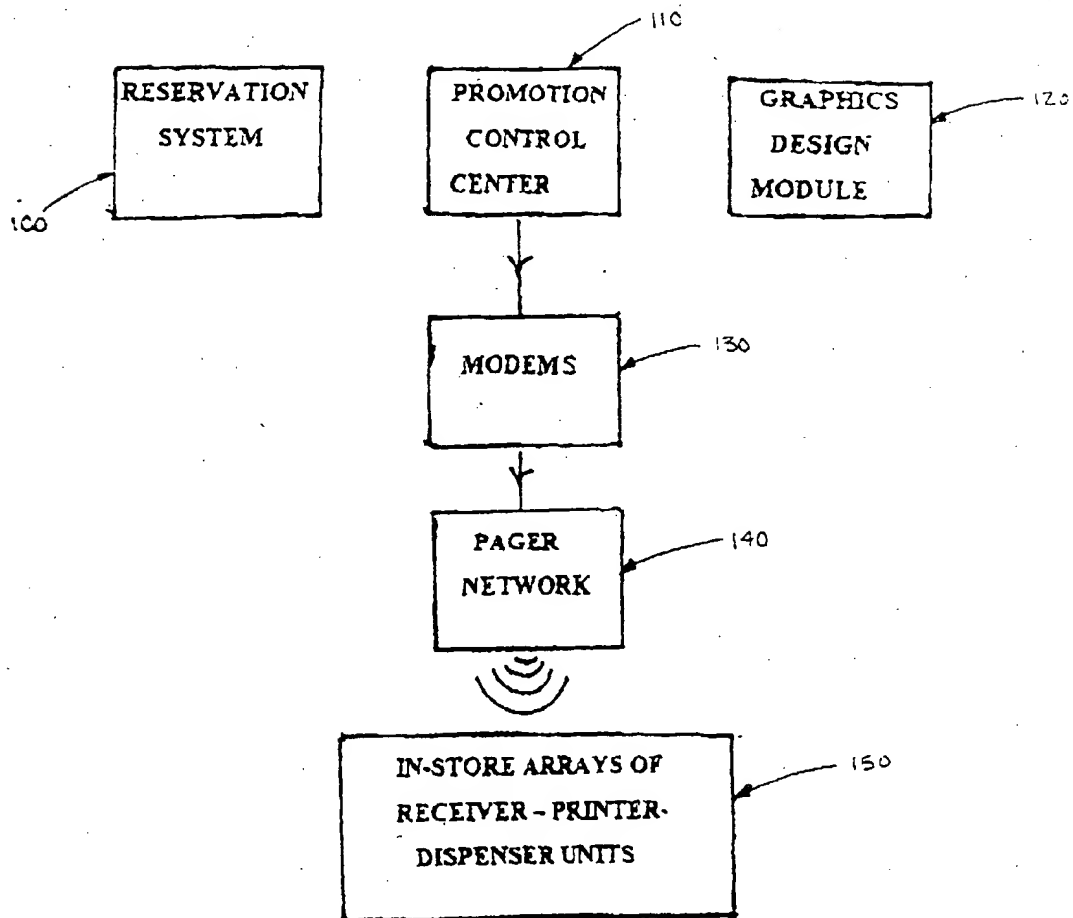 110
RESERVATION
SYSTEM
100
PROMOTION
CONTROL
CENTER
GRAPHICS
DESIGN
MODULE
120
MODEMS
130
PAGER
NETWORK
140
IN-STORE ARRAYS OF
RECEIVER - PRINTER-
DISPENSER UNITS
150